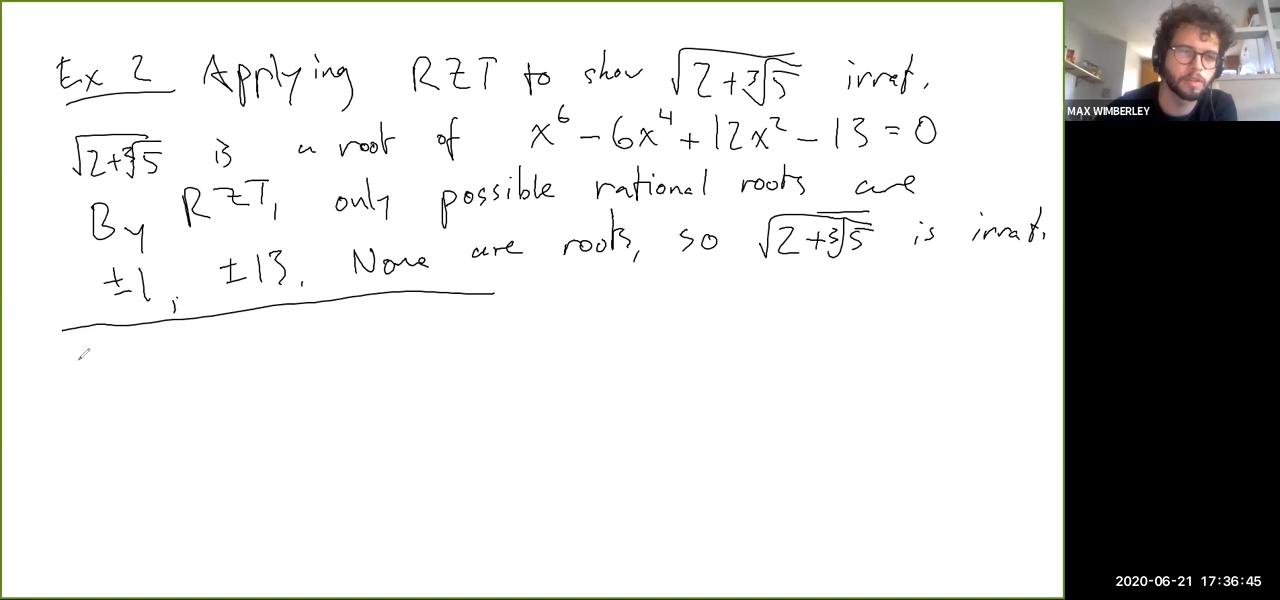 Ex 2 Applying RZT to show √(2+∛5) irrat.
√(2+∛5) is a root of x⁶ - 6x⁴ + 12x² - 13 = 0
By RZT, only possible rational roots are
±1, ±13. None are roots, so √(2+∛5) is irrat.
MAX WIMBERLEY
2020-06-21 17:36:45